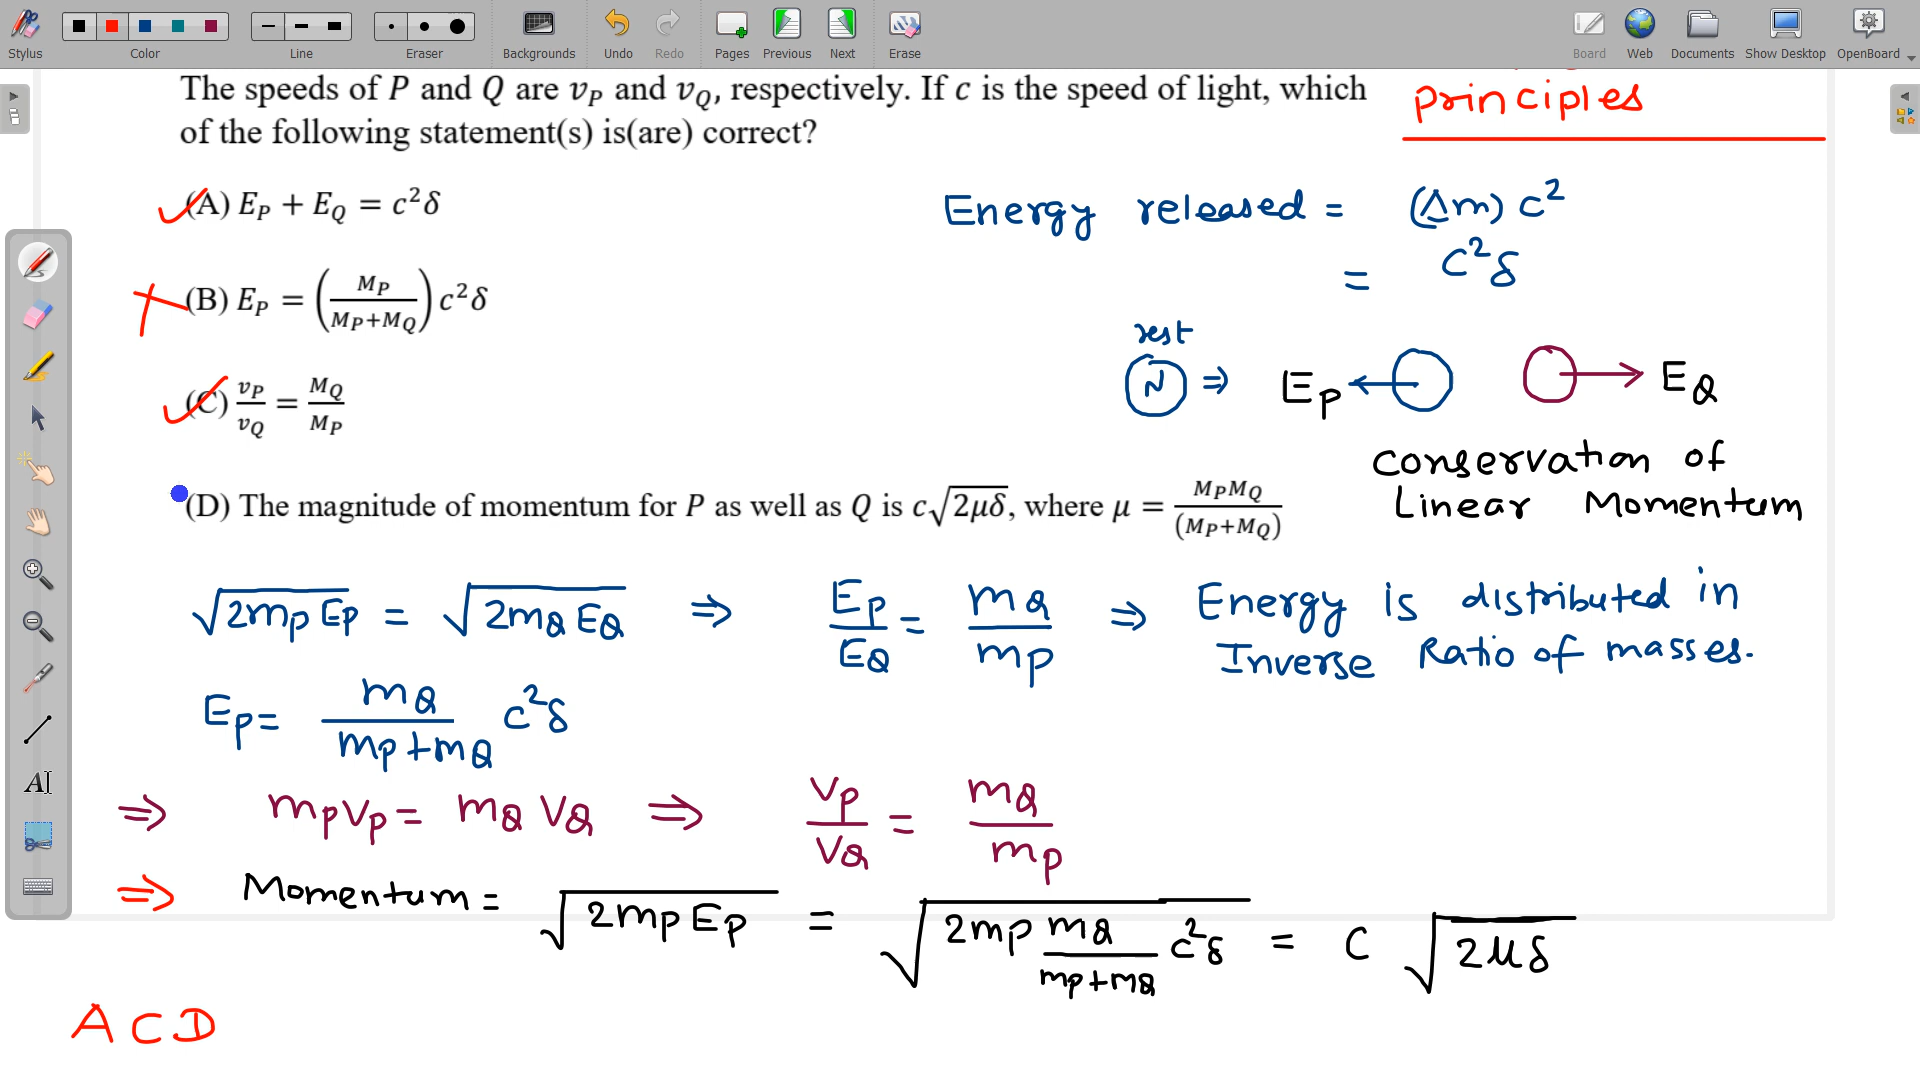 Stylus Color Line Eraser Backgrounds Undo Redo Pages Previous Next Erase Board Web Documents Show Desktop OpenBoard
The speeds of P and Q are v_P and v_Q, respectively. If c is the speed of light, which
of the following statement(s) is(are) correct?
principles
(A) E_P + E_Q = c²δ
Energy released = (Δm) c²
= c²δ
(B) E_P = (M_P/(M_P+M_Q)) c²δ
rest
N ⇒ E_P E_Q
(C) v_P/v_Q = M_Q/M_P
Conservation of
Linear Momentum
(D) The magnitude of momentum for P as well as Q is c√(2μδ), where μ = M_P M_Q/(M_P+M_Q)
√(2m_P E_P) = √(2m_Q E_Q) ⇒ E_P/E_Q = m_Q/m_P ⇒ Energy is distributed in
Inverse Ratio of masses.
E_P = m_Q/(m_P+m_Q) c²δ
⇒ m_P v_P = m_Q v_Q ⇒ v_P/v_Q = m_Q/m_P
⇒ Momentum = √(2m_P E_P) = √(2m_P m_Q/(m_P+m_Q) c²δ) = c √(2μδ)
A C D